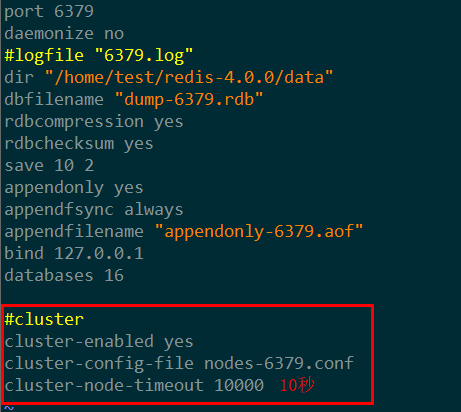 port 6379
daemonize no
#logfile "6379.log"
dir "/home/test/redis-4.0.0/data"
dbfilename "dump-6379.rdb"
rdbcompression yes
rdbchecksum yes
save 10 2
appendonly yes
appendfsync always
appendfilename "appendonly-6379.aof"
bind 127.0.0.1
databases 16
#cluster
cluster-enabled yes
cluster-config-file nodes-6379.conf
cluster-node-timeout 10000 10秒
~